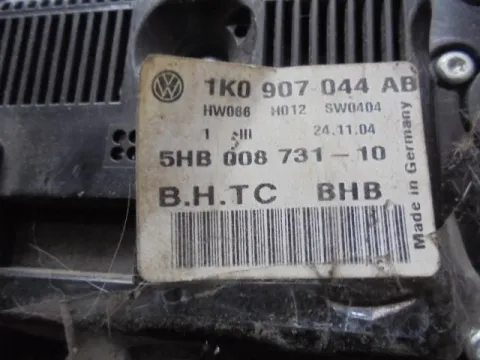 1K0 907 044 AB
HW066 H012 SW0404
1 24.11.04
5HB 008 731-10
B.H.TC BHB
Made in Germany